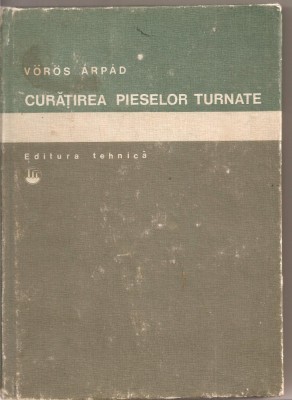 VÖRÖS ÁRPÁD
CURĂȚIREA PIESELOR TURNATE
Editura tehnică